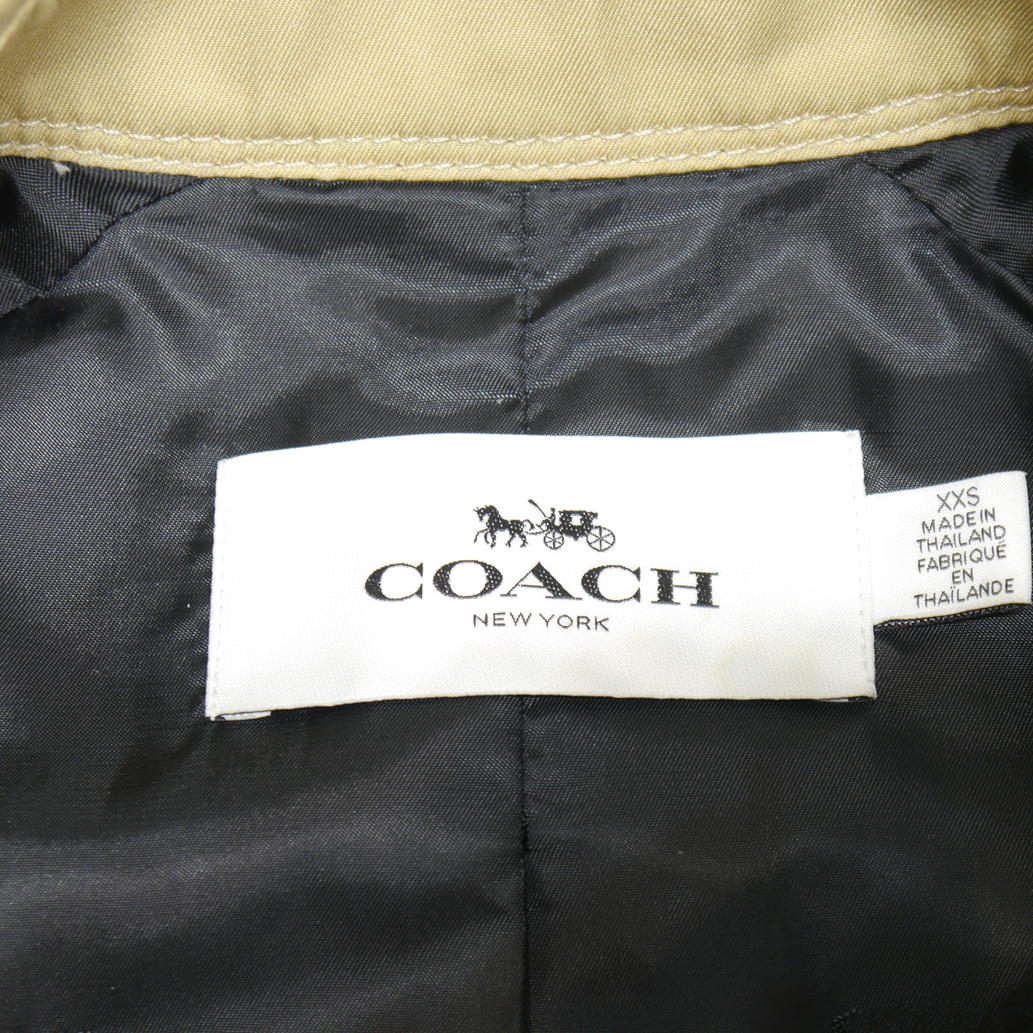 COACH
NEW YORK
XXS
MADE IN
THAILAND
FABRIQUÉ
EN
THAÏLANDE